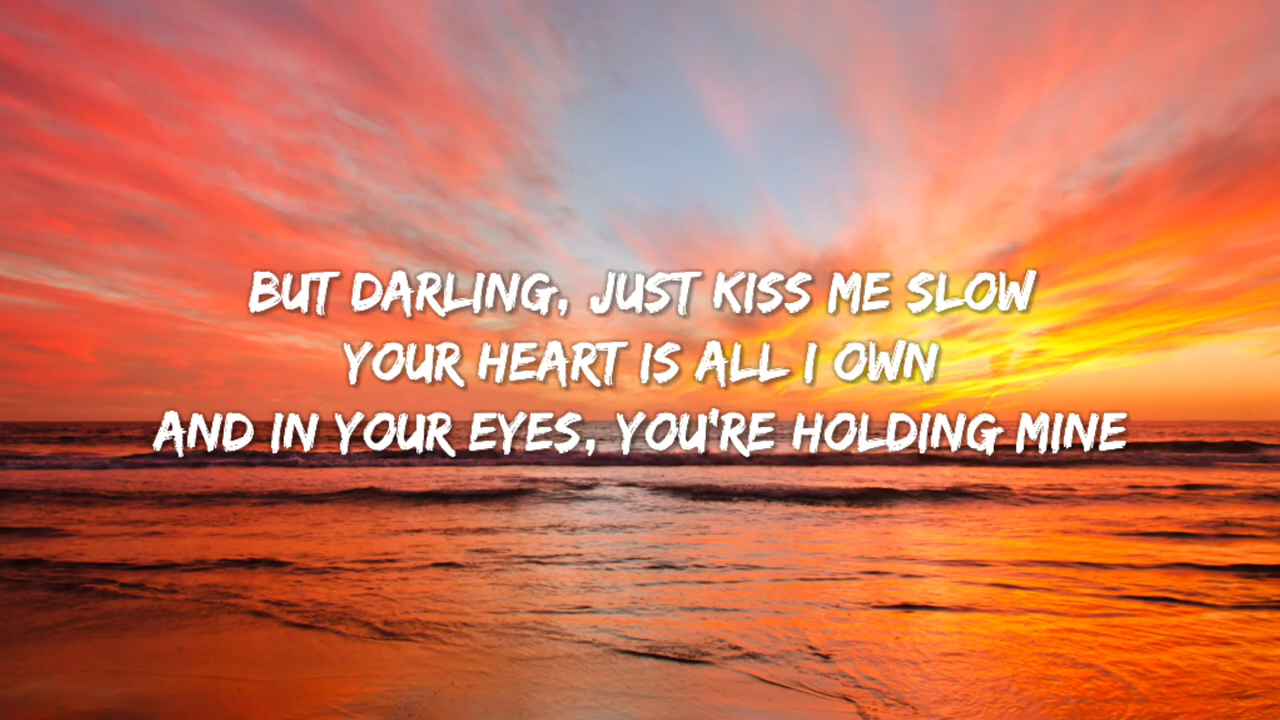 BUT DARLING, JUST KISS ME SLOW
YOUR HEART IS ALL I OWN
AND IN YOUR EYES, YOU'RE HOLDING MINE